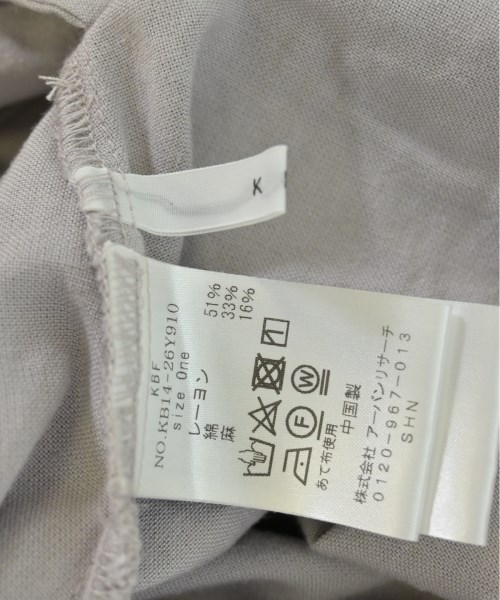 K
KBF
NO.KB14-26Y910
size One
レーヨン 51%
綿 33%
麻 16%
F W
あて布使用
中国製
株式会社 アーバンリサーチ
0120-967-013
SHN